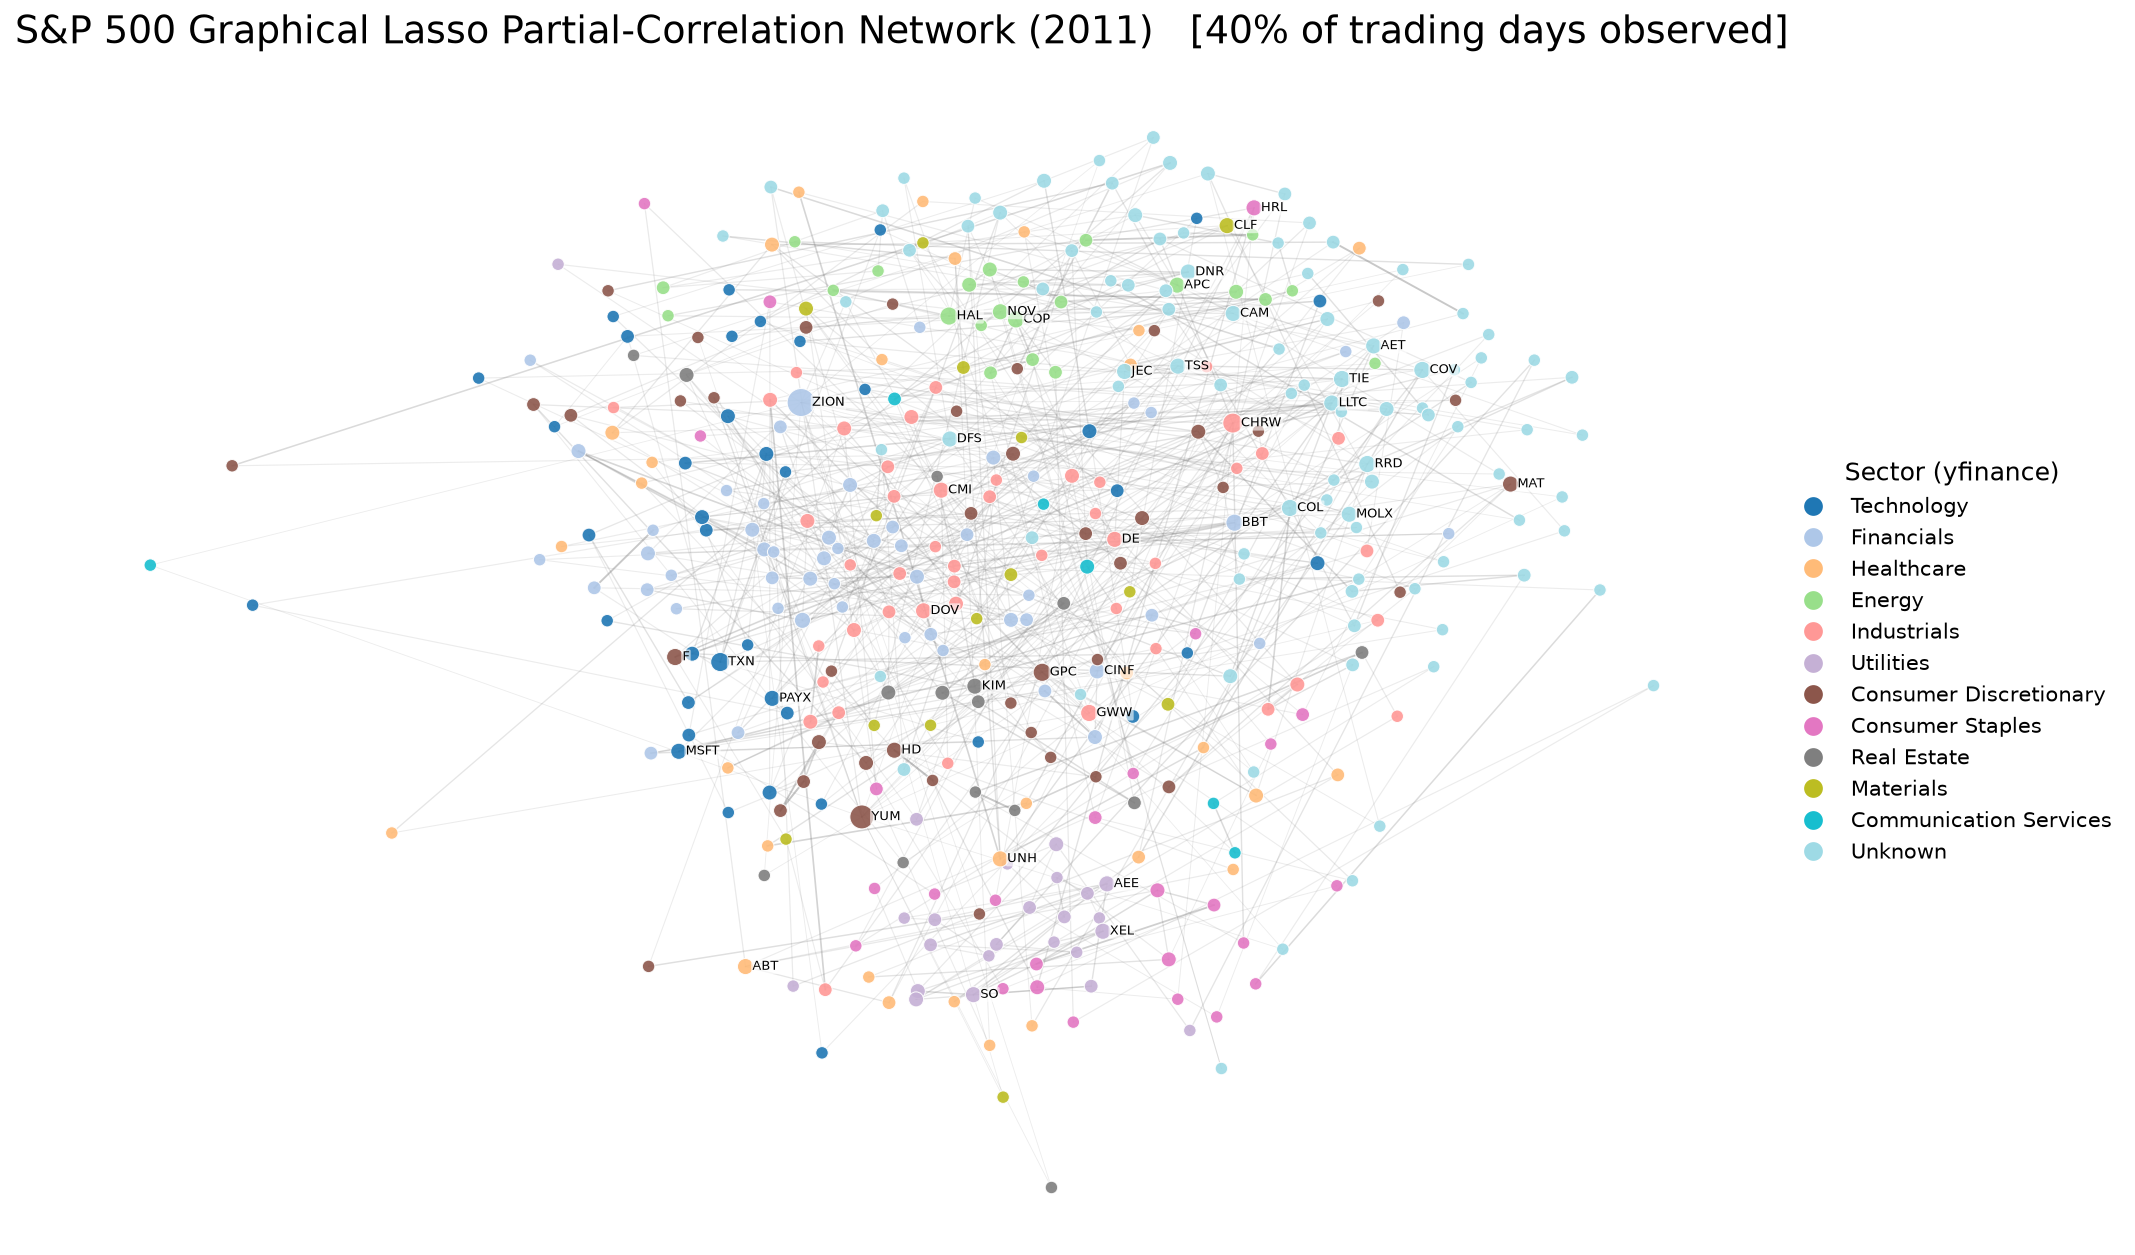 S&P 500 Graphical Lasso Partial-Correlation Network (2011)   [40% of trading days observed]
HRL
CLF
DNR
APC
HAL
NOV
COP
CAM
AET
JEC
TSS
COV
TIE
ZION
LLTC
CHRW
DFS
RRD
MAT
CMI
COL
MOLX
BBT
DE
DOV
F
TXN
GPC
CINF
KIM
PAYX
GWW
MSFT
HD
YUM
UNH
AEE
XEL
ABT
SO
Sector (yfinance)
Technology
Financials
Healthcare
Energy
Industrials
Utilities
Consumer Discretionary
Consumer Staples
Real Estate
Materials
Communication Services
Unknown